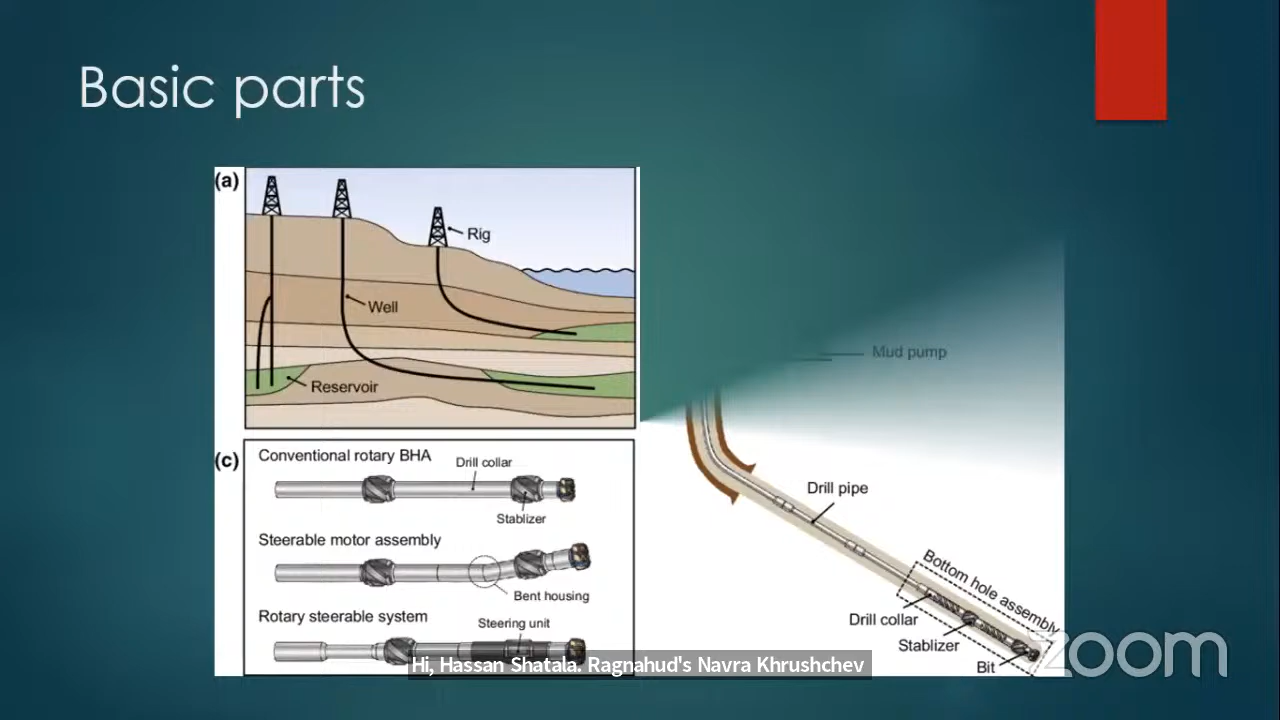 Basic parts
(a)
Rig
Well
Reservoir
Mud pump
(c)
Conventional rotary BHA
Drill collar
Stablizer
Steerable motor assembly
Bent housing
Rotary steerable system
Steering unit
Drill pipe
Bottom hole assembly
Drill collar
Stablizer
Bit
Hi, Hassan Shatala. Ragnahud's Navra Khrushchev
zoom